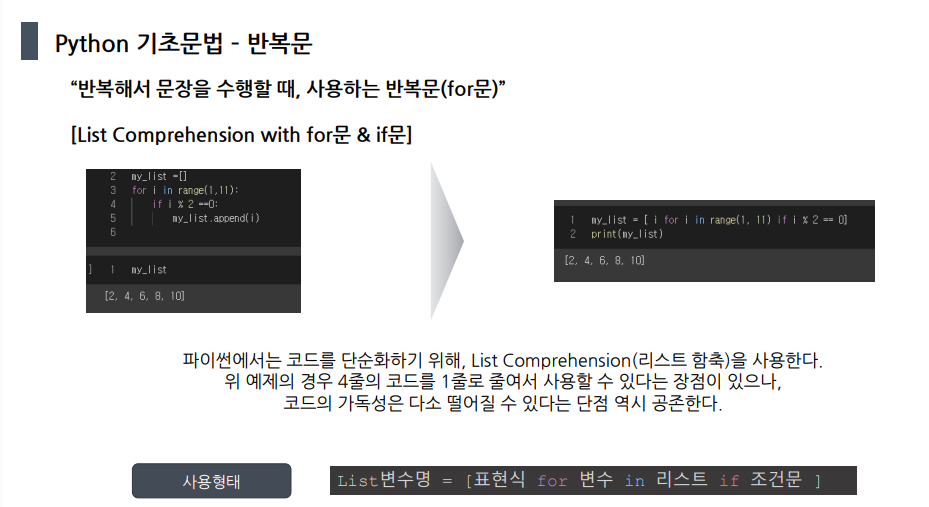 Python 기초문법 - 반복문
“반복해서 문장을 수행할 때, 사용하는 반복문(for문)”
[List Comprehension with for문 & if문]
2 my_list =[]
3 for i in range(1,11):
4 if i % 2 ==0:
5 my_list.append(i)
6
] 1 my_list
[2, 4, 6, 8, 10]
1 my_list = [ i for i in range(1, 11) if i % 2 == 0]
2 print(my_list)
[2, 4, 6, 8, 10]
파이썬에서는 코드를 단순화하기 위해, List Comprehension(리스트 함축)을 사용한다.
위 예제의 경우 4줄의 코드를 1줄로 줄여서 사용할 수 있다는 장점이 있으나,
코드의 가독성은 다소 떨어질 수 있다는 단점 역시 공존한다.
사용형태
List변수명 = [표현식 for 변수 in 리스트 if 조건문 ]